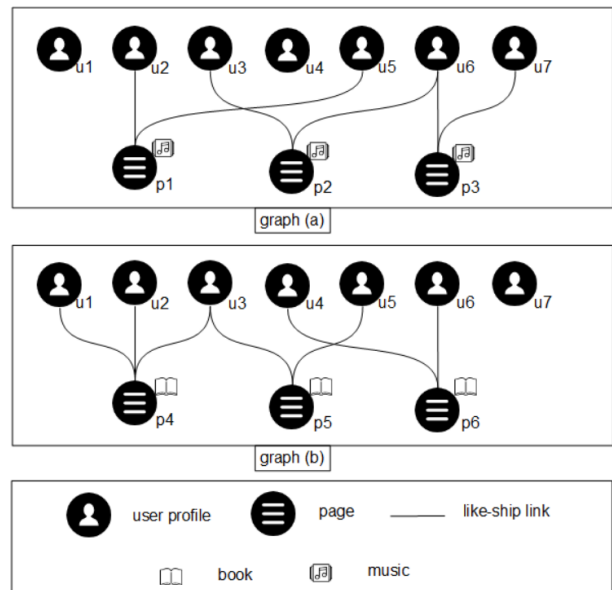 u1 u2 u3 u4 u5 u6 u7
p1 p2 p3
graph (a)
u1 u2 u3 u4 u5 u6 u7
p4 p5 p6
graph (b)
user profile page like-ship link
book music